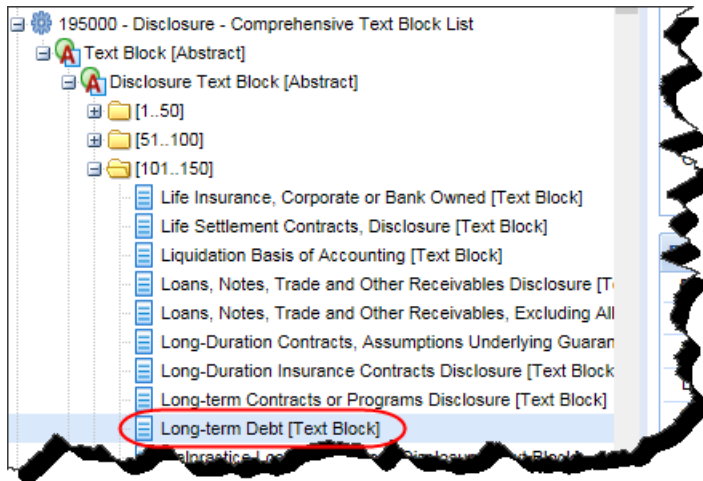 195000 - Disclosure - Comprehensive Text Block List
Text Block [Abstract]
Disclosure Text Block [Abstract]
[1..50]
[51..100]
[101..150]
Life Insurance, Corporate or Bank Owned [Text Block]
Life Settlement Contracts, Disclosure [Text Block]
Liquidation Basis of Accounting [Text Block]
Loans, Notes, Trade and Other Receivables Disclosure [T
Loans, Notes, Trade and Other Receivables, Excluding All
Long-Duration Contracts, Assumptions Underlying Guaran
Long-Duration Insurance Contracts Disclosure [Text Block
Long-term Contracts or Programs Disclosure [Text Block]
Long-term Debt [Text Block]